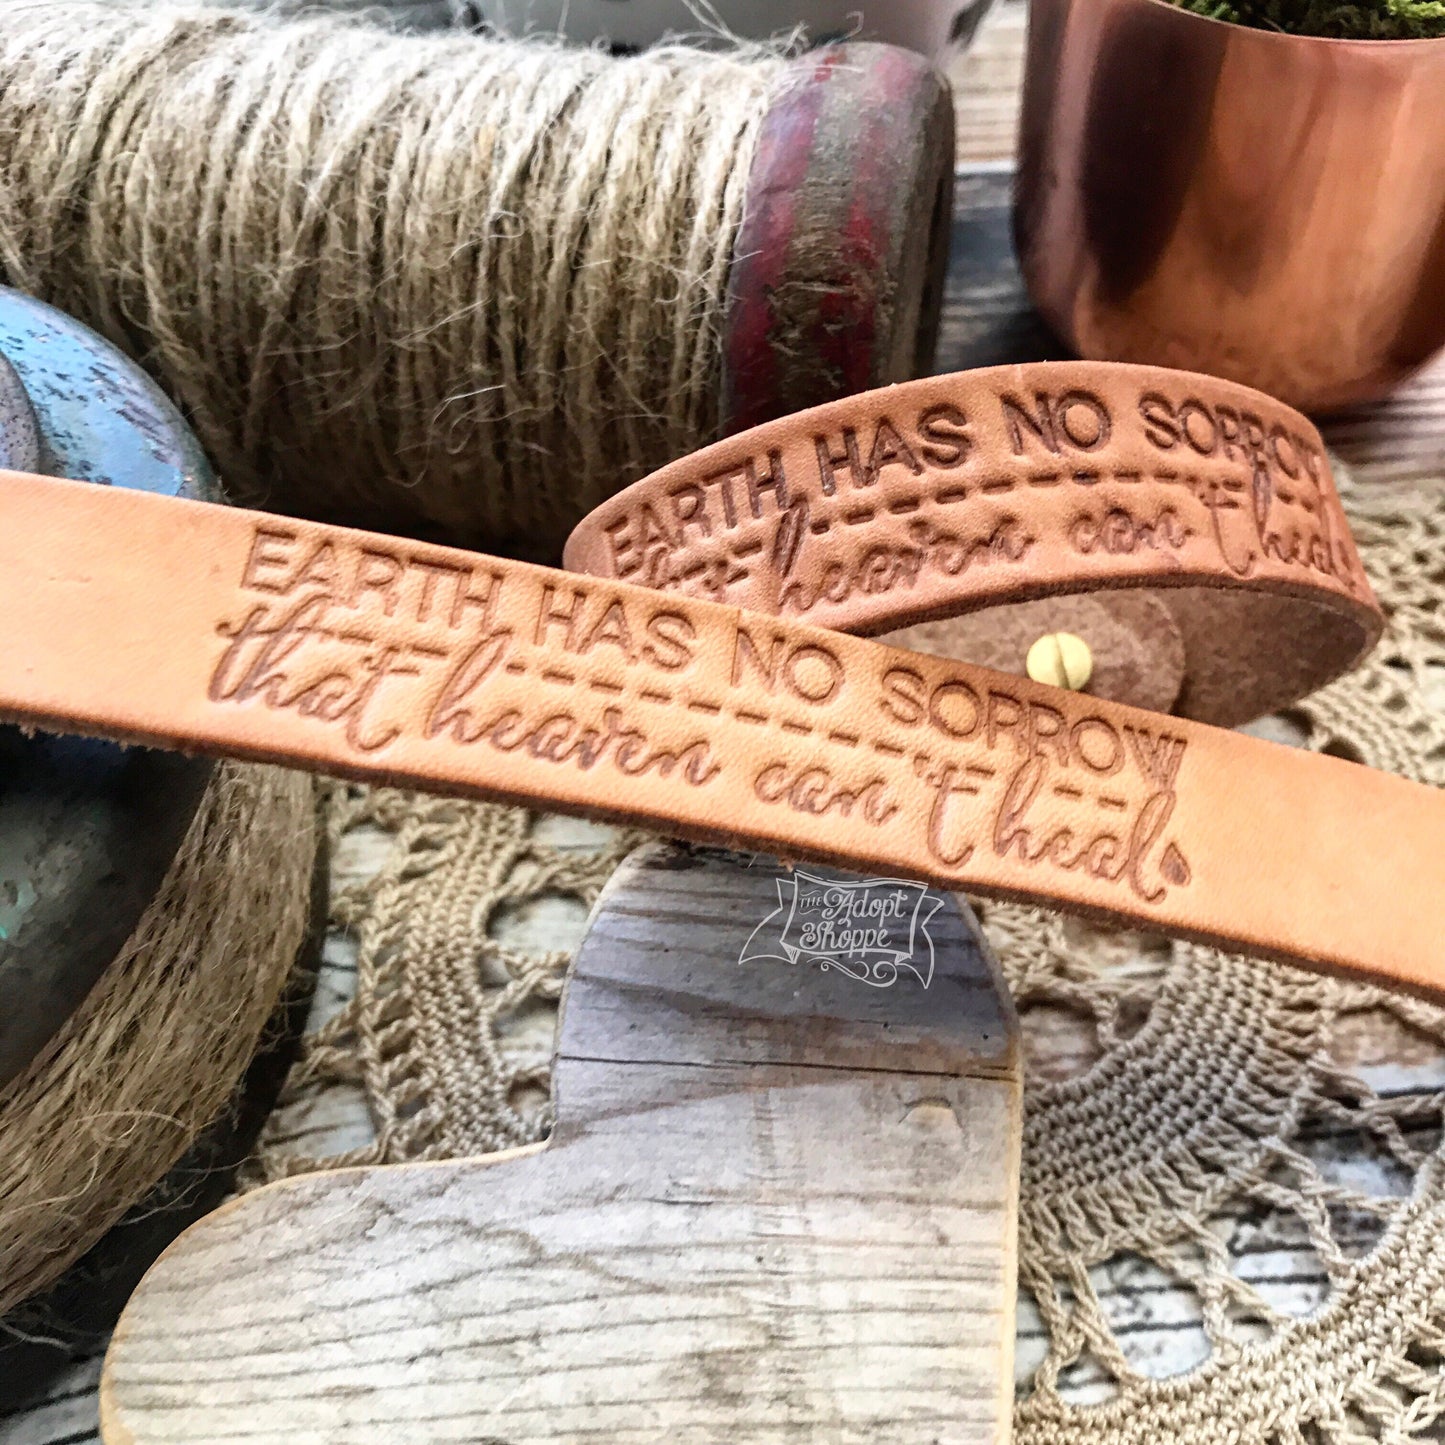 EARTH HAS NO SORROW
that heaven can't heal
EARTH HAS NO SORROW
that heaven can't heal.
THE Adopt
Shoppe